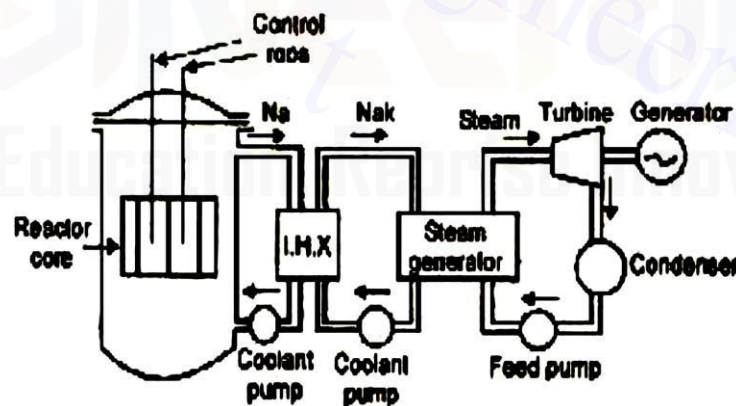 Control
rods
Na
Nak
Steam
Turbine
Generator
Reactor
core
I.H.X
Steam
generator
Condenser
Coolant
pump
Coolant
pump
Feed pump